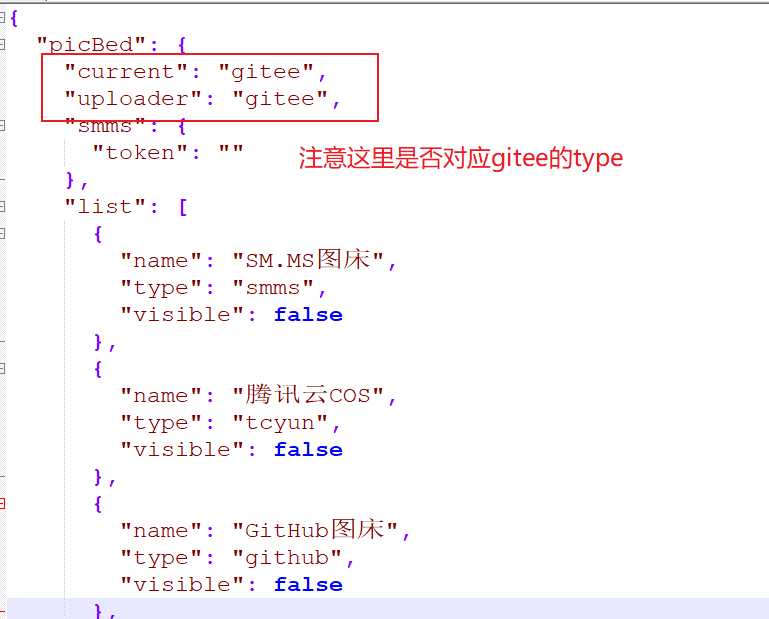 {
"picBed": {
"current": "gitee",
"uploader": "gitee",
"smms": {
"token": ""
注意这里是否对应gitee的type
},
"list": [
{
"name": "SM.MS图床",
"type": "smms",
"visible": false
},
{
"name": "腾讯云COS",
"type": "tcyun",
"visible": false
},
{
"name": "GitHub图床",
"type": "github",
"visible": false
},